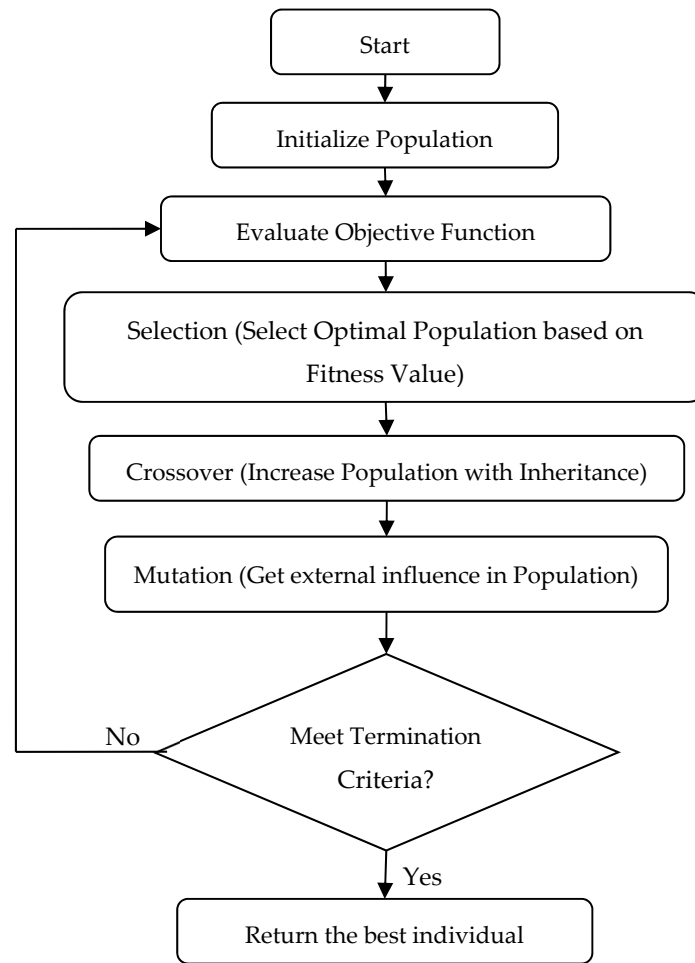 Start
Initialize Population
Evaluate Objective Function
Selection (Select Optimal Population based on
Fitness Value)
Crossover (Increase Population with Inheritance)
Mutation (Get external influence in Population)
No
Meet Termination
Criteria?
Yes
Return the best individual